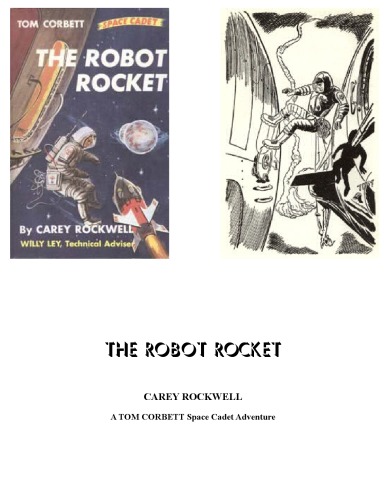 TOM CORBETT SPACE CADET
THE ROBOT
ROCKET
By CAREY ROCKWELL
WILLY LEY, Technical Adviser
THE ROBOT ROCKET
CAREY ROCKWELL
A TOM CORBETT Space Cadet Adventure